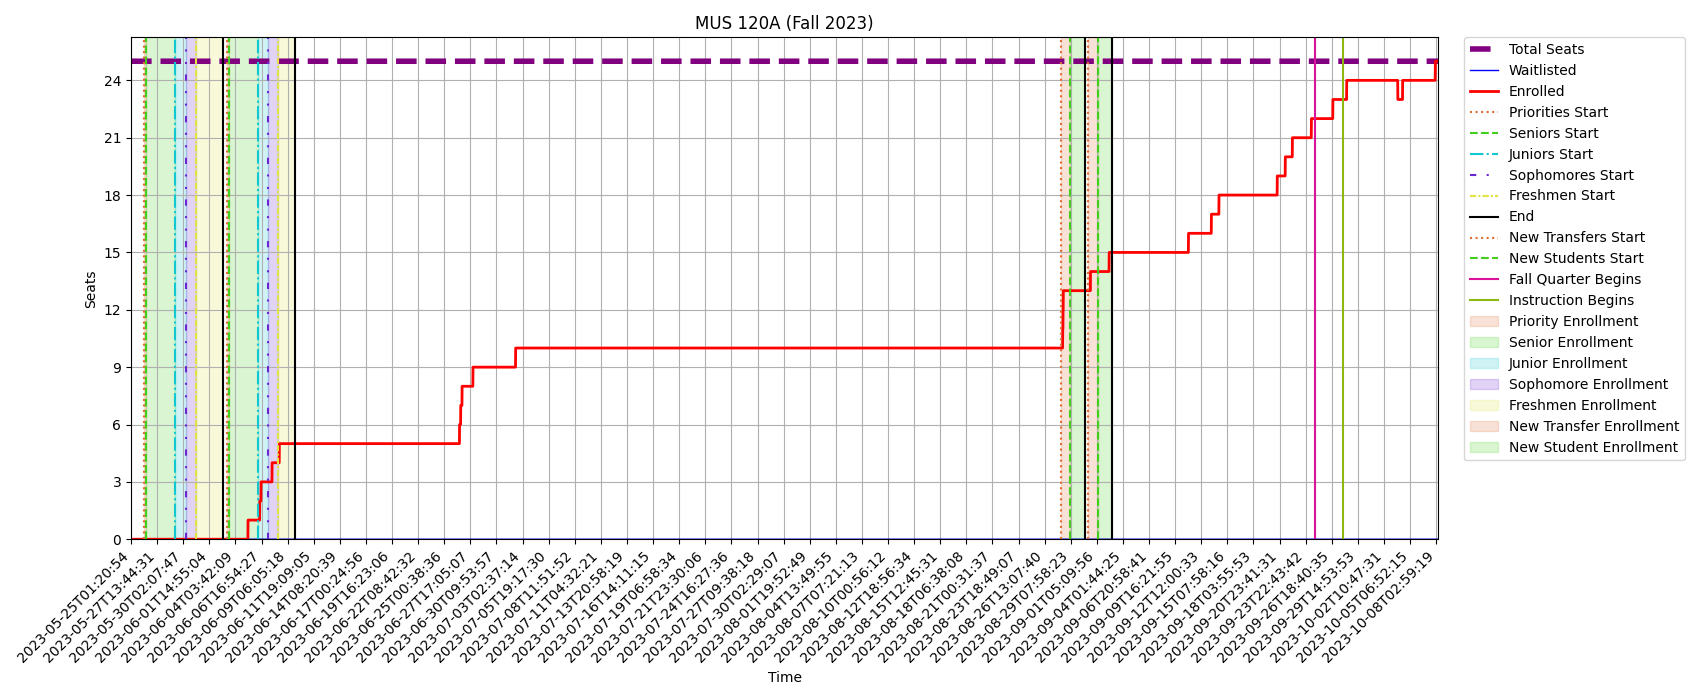 MUS 120A (Fall 2023)
Seats
24
21
18
15
12
9
6
3
0
2023-05-25T01:20:54
2023-05-27T13:44:31
2023-05-30T02:07:47
2023-06-01T14:55:04
2023-06-04T03:42:09
2023-06-06T16:54:27
2023-06-09T06:05:18
2023-06-11T19:09:05
2023-06-14T08:20:39
2023-06-17T00:24:56
2023-06-19T16:23:06
2023-06-22T08:42:32
2023-06-25T00:38:36
2023-06-27T17:05:07
2023-06-30T09:53:57
2023-07-03T02:37:14
2023-07-05T19:17:30
2023-07-08T11:51:52
2023-07-11T04:32:21
2023-07-13T20:58:19
2023-07-16T14:11:15
2023-07-19T06:58:34
2023-07-21T23:30:06
2023-07-24T16:27:36
2023-07-27T09:38:18
2023-07-30T02:29:07
2023-08-01T19:52:49
2023-08-04T13:49:55
2023-08-07T07:21:13
2023-08-10T00:56:12
2023-08-12T18:56:34
2023-08-15T12:45:31
2023-08-18T06:38:08
2023-08-21T00:31:37
2023-08-23T18:49:07
2023-08-26T13:07:40
2023-08-29T07:58:23
2023-09-01T05:09:56
2023-09-04T01:44:25
2023-09-06T20:58:41
2023-09-09T16:21:55
2023-09-12T12:00:33
2023-09-15T07:58:16
2023-09-18T03:55:53
2023-09-20T23:41:31
2023-09-23T22:43:42
2023-09-26T18:40:35
2023-09-29T14:53:53
2023-10-02T10:47:31
2023-10-05T06:52:15
2023-10-08T02:59:19
Time
Total Seats
Waitlisted
Enrolled
Priorities Start
Seniors Start
Juniors Start
Sophomores Start
Freshmen Start
End
New Transfers Start
New Students Start
Fall Quarter Begins
Instruction Begins
Priority Enrollment
Senior Enrollment
Junior Enrollment
Sophomore Enrollment
Freshmen Enrollment
New Transfer Enrollment
New Student Enrollment